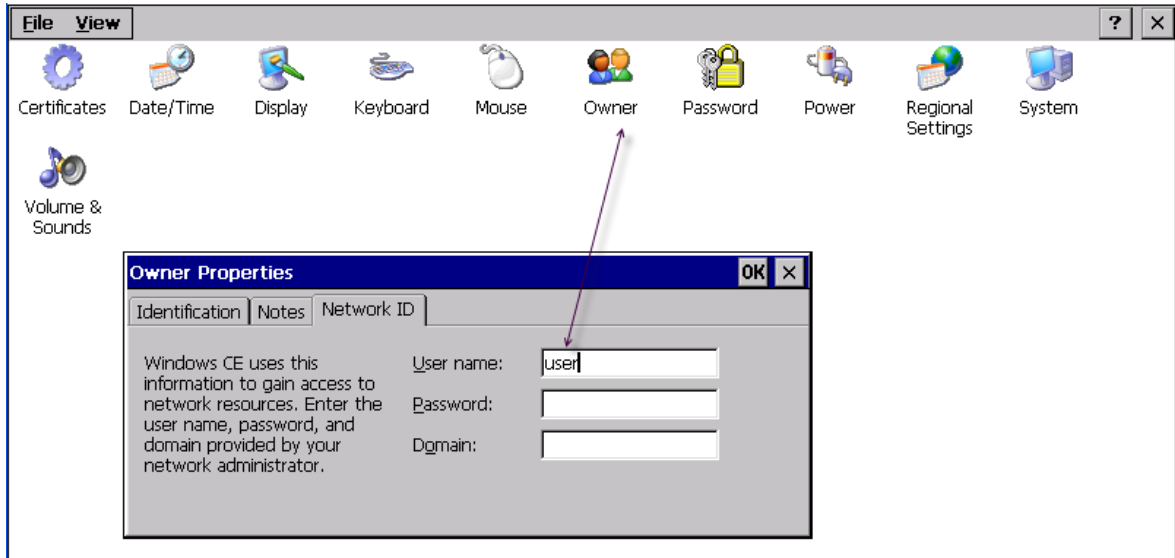 File View ? ×
Certificates Date/Time Display Keyboard Mouse Owner Password Power Regional Settings System
Volume & Sounds
Owner Properties OK ×
Identification Notes Network ID
Windows CE uses this
information to gain access to
network resources. Enter the
user name, password, and
domain provided by your
network administrator.
User name: user
Password:
Domain: